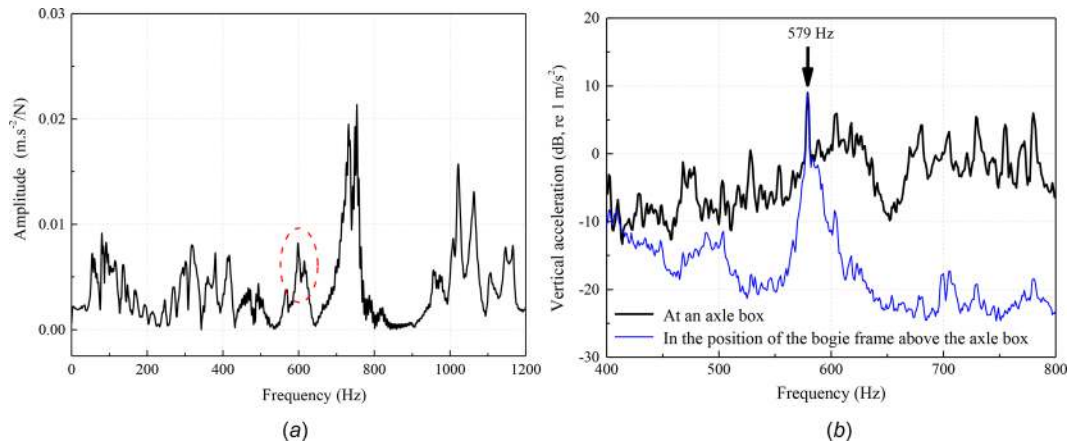 0.03
0.02
0.01
0.00
Amplitude (m.s⁻²/N)
0 200 400 600 800 1000 1200
Frequency (Hz)
(a)
579 Hz
20
10
0
-10
-20
-30
Vertical acceleration (dB, re 1 m/s²)
At an axle box
In the position of the bogie frame above the axle box
400 500 600 700 800
Frequency (Hz)
(b)